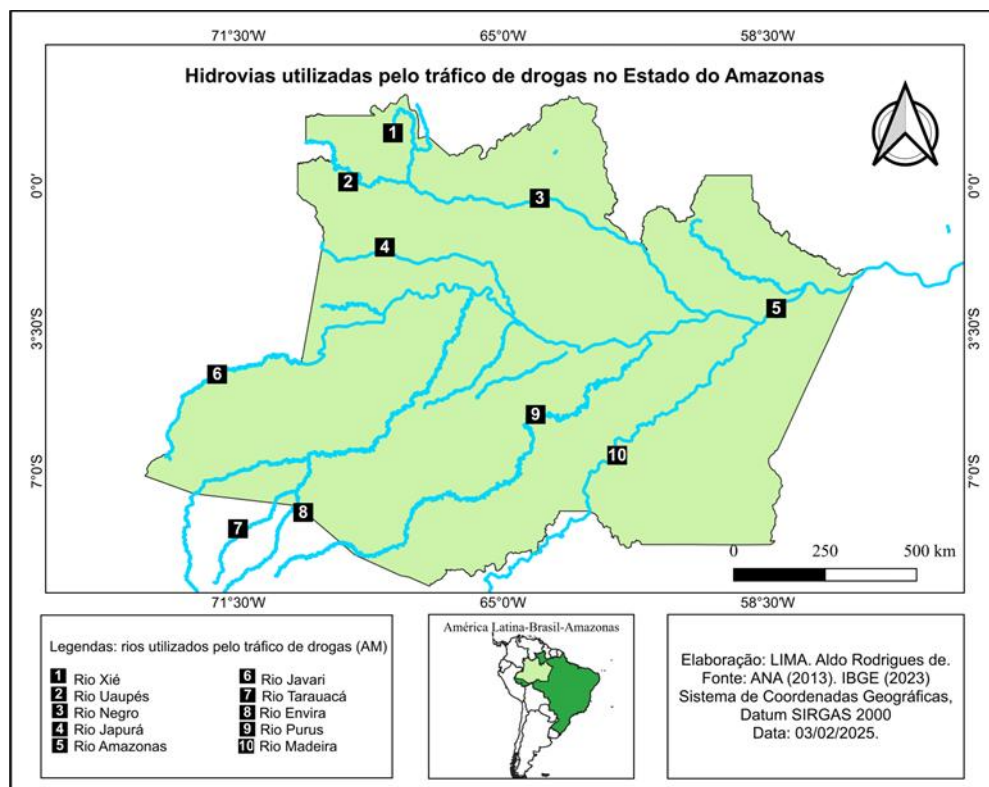 71°30'W 65°0'W 58°30'W
Hidrovias utilizadas pelo tráfico de drogas no Estado do Amazonas
1
0°0' 2 3 0°0'
4
3°30'S 5 3°30'S
6
9
7°0'S 10 7°0'S
8
7
0 250 500 km
71°30'W 65°0'W 58°30'W
Legendas: rios utilizados pelo tráfico de drogas (AM)
1 Rio Xié
2 Rio Uaupés
3 Rio Negro
4 Rio Japurá
5 Rio Amazonas
6 Rio Javari
7 Rio Tarauacá
8 Rio Envira
9 Rio Purus
10 Rio Madeira
América Latina-Brasil-Amazonas
Elaboração: LIMA. Aldo Rodrigues de.
Fonte: ANA (2013). IBGE (2023)
Sistema de Coordenadas Geográficas,
Datum SIRGAS 2000
Data: 03/02/2025.